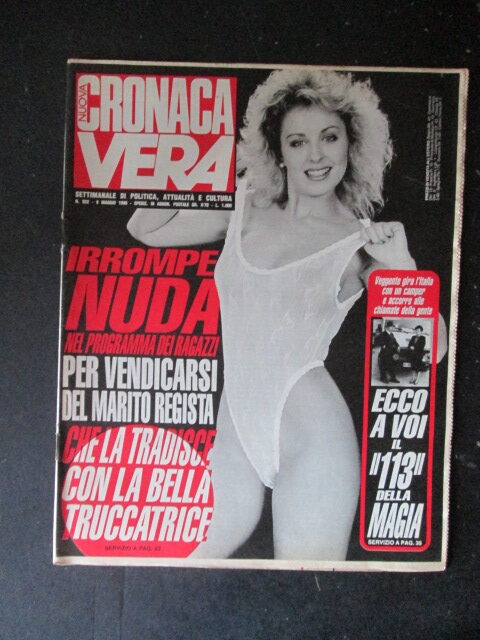 NUOVA
CRONACA
VERA
SETTIMANALE DI POLITICA, ATTUALITÀ E CULTURA
IRROMPE
NUDA
NEL PROGRAMMA DEI RAGAZZI
PER VENDICARSI
DEL MARITO REGISTA
CHE LA TRADISCE
CON LA BELLA
TRUCCATRICE
SERVIZIO A PAG.
Veggente gira l'Italia
con un camper
e accorre alle
chiamate della gente
ECCO
A VOI
IL
"113"
DELLA
MAGIA
SERVIZIO A PAG. 35